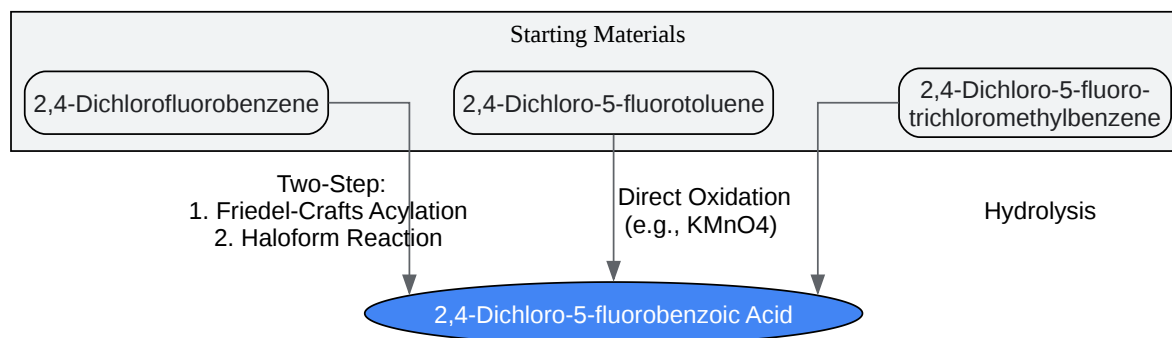 Starting Materials
2,4-Dichlorofluorobenzene
2,4-Dichloro-5-fluorotoluene
2,4-Dichloro-5-fluoro-
trichloromethylbenzene
Two-Step:
1. Friedel-Crafts Acylation
2. Haloform Reaction
Direct Oxidation
(e.g., KMnO4)
Hydrolysis
2,4-Dichloro-5-fluorobenzoic Acid